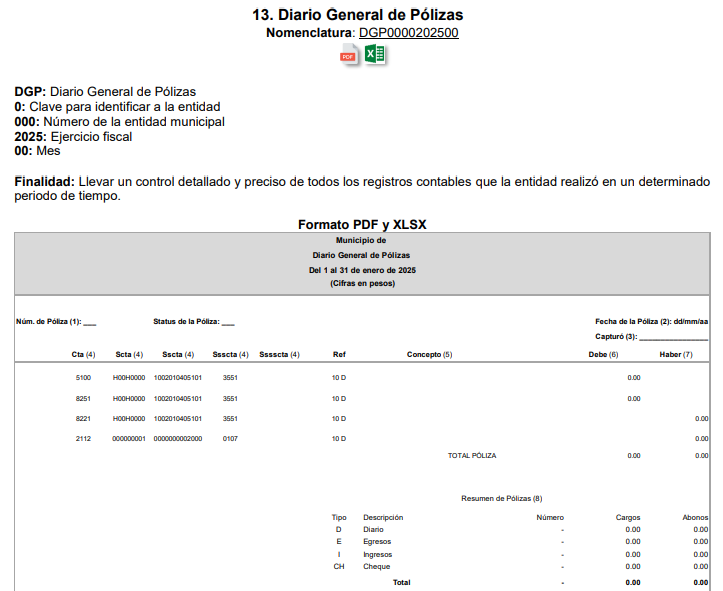 13. Diario General de Pólizas
Nomenclatura: DGP0000202500
PDF X
DGP: Diario General de Pólizas
0: Clave para identificar a la entidad
000: Número de la entidad municipal
2025: Ejercicio fiscal
00: Mes
Finalidad: Llevar un control detallado y preciso de todos los registros contables que la entidad realizó en un determinado
periodo de tiempo.
Formato PDF y XLSX
Municipio de
Diario General de Pólizas
Del 1 al 31 de enero de 2025
(Cifras en pesos)
Núm. de Póliza (1): ___ Status de la Póliza: ___ Fecha de la Póliza (2): dd/mm/aa
Capturó (3): _________________
Cta (4) Scta (4) Sscta (4) Ssscta (4) Sssscta (4) Ref Concepto (5) Debe (6) Haber (7)
5100 H00H0000 1002010405101 3551 10 D 0.00
8251 H00H0000 1002010405101 3551 10 D 0.00
8221 H00H0000 1002010405101 3551 10 D 0.00
2112 000000001 0000000002000 0107 10 D 0.00
TOTAL PÓLIZA 0.00 0.00
Resumen de Pólizas (8)
Tipo Descripción Número Cargos Abonos
D Diario - 0.00 0.00
E Egresos - 0.00 0.00
I Ingresos - 0.00 0.00
CH Cheque - 0.00 0.00
Total - 0.00 0.00